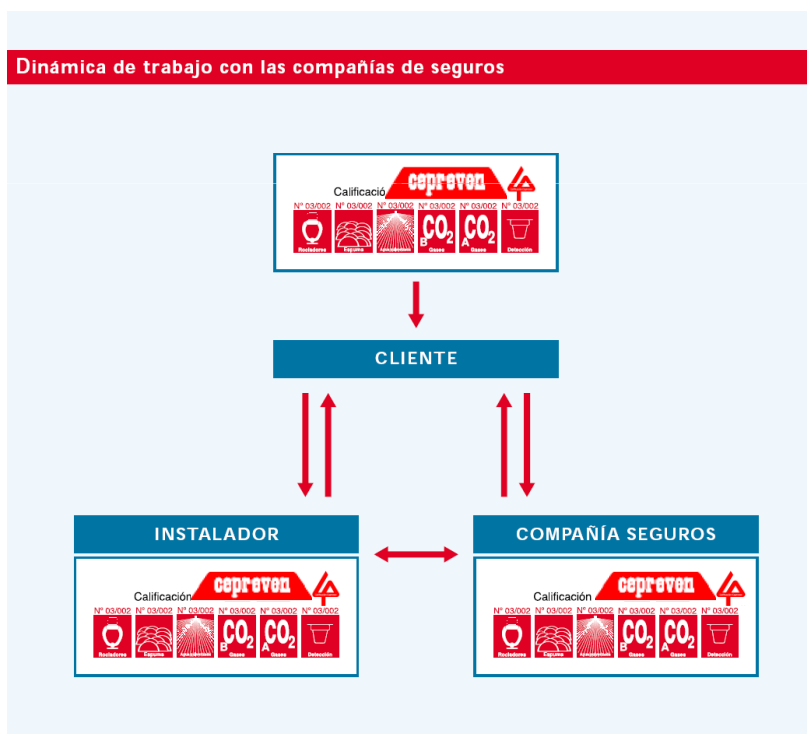 Dinámica de trabajo con las compañías de seguros
Calificació cepreven
Nº 03/002 Nº 03/002 Nº 03/002 Nº 03/002 Nº 03/002 Nº 03/002
CO2 B CO2 A
Rociadores Espuma Gases Gases Detección
CLIENTE
INSTALADOR
Calificación cepreven
Nº 03/002 Nº 03/002 Nº 03/002 Nº 03/002 Nº 03/002 Nº 03/002
CO2 B CO2 A
Rociadores Espuma Gases Gases Detección
COMPAÑÍA SEGUROS
Calificación cepreven
Nº 03/002 Nº 03/002 Nº 03/002 Nº 03/002 Nº 03/002 Nº 03/002
CO2 B CO2 A
Rociadores Espuma Gases Gases Detección